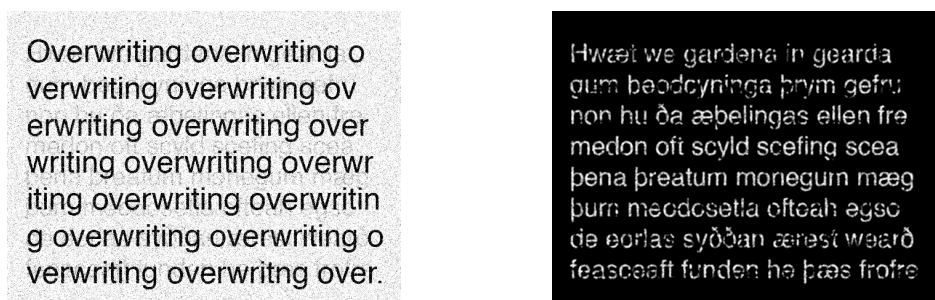 Overwriting overwriting o
verwriting overwriting ov
erwriting overwriting over
writing overwriting overwr
iting overwriting overwritin
g overwriting overwriting o
verwriting overwritng over.
Hwæt we gardena in gearda
gum þeodcyninga þrym gefru
non hu ða æþelingas ellen fre
medon oft scyld scefing scea
þena þreatum monegum mæg
þum meodosetla ofteah egso
de eorlas syððan ærest wearð
feasceaft funden he þæs frofre